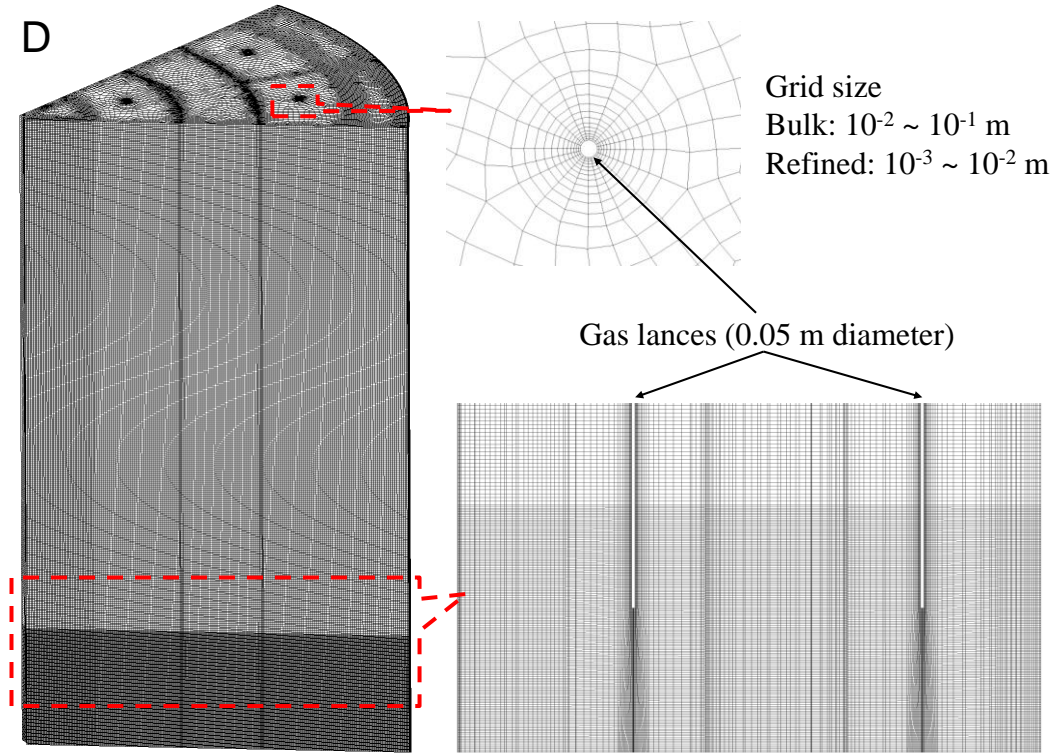 D
Grid size
Bulk: 10⁻² ~ 10⁻¹ m
Refined: 10⁻³ ~ 10⁻² m
Gas lances (0.05 m diameter)